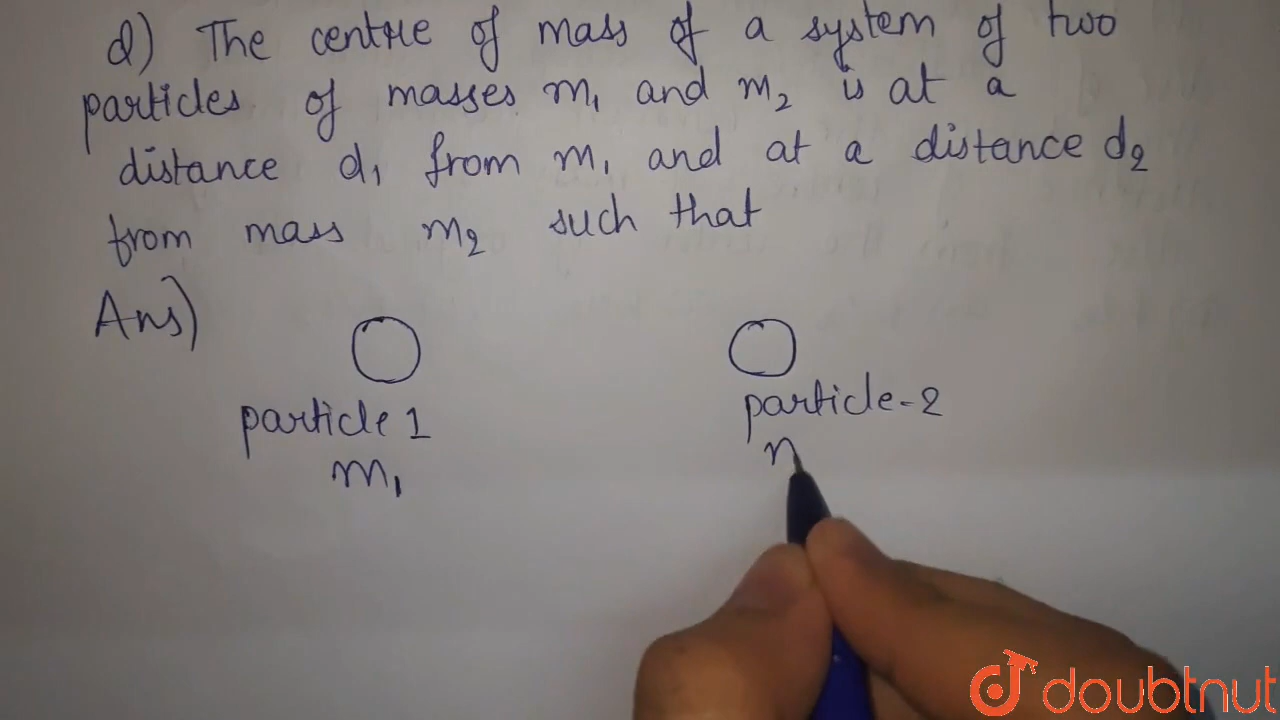 Q) The centre of mass of a system of two
particles of masses m₁ and m₂ is at a
distance d₁ from m₁ and at a distance d₂
from mass m₂ such that
Ans)
particle 1
particle-2
m₁
n
doubtnut